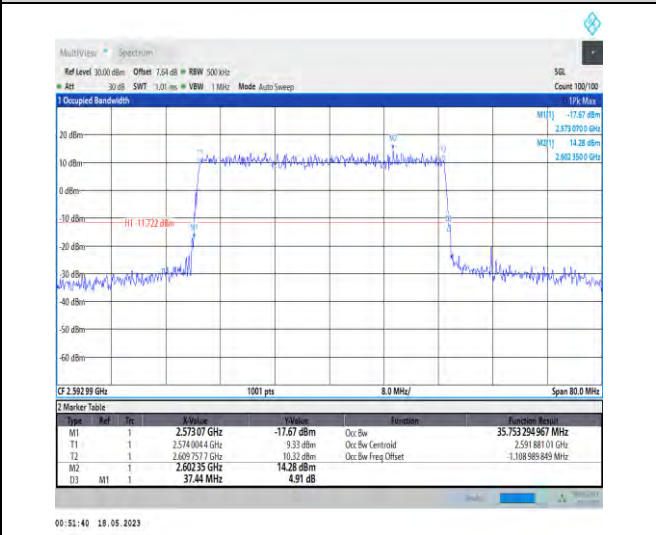 MultiView Spectrum
Ref Level 30.00 dBm Offset 7.64 dB RBW 500 kHz SGL
Att 30 dB SWT 1.01 ms VBW 1 MHz Mode Auto Sweep Count 100/100
1 Occupied Bandwidth 1Pk Max
M1[1] -17.67 dBm
2.573 070 0 GHz
20 dBm M2[1] 14.28 dBm
2.602 350 0 GHz
M2
T1
10 dBm
0 dBm
-10 dBm
H1 -11.722 dBm
M1
-20 dBm
-30 dBm
-40 dBm
-50 dBm
-60 dBm
CF 2.592 99 GHz 1001 pts 8.0 MHz/ Span 80.0 MHz
2 Marker Table
Type Ref Trc X-Value Y-Value Function Function Result
M1 1 2.573 07 GHz -17.67 dBm Occ Bw 35.753 294 967 MHz
T1 1 2.574 004 4 GHz 9.33 dBm Occ Bw Centroid 2.591 881 01 GHz
T2 1 2.609 757 7 GHz 10.32 dBm Occ Bw Freq Offset -1.108 989 849 MHz
M2 1 2.602 35 GHz 14.28 dBm
D3 M1 1 37.44 MHz 4.91 dB
00:51:40 18.05.2023